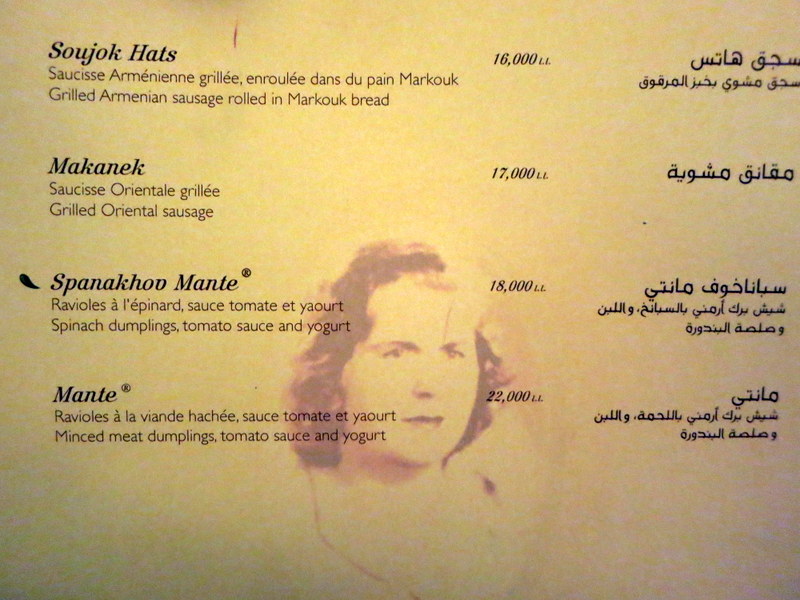 Soujok Hats 16,000 L.L. سجق هاتس
Saucisse Arménienne grillée, enroulée dans du pain Markouk سجق مشوي بخبز المرقوق
Grilled Armenian sausage rolled in Markouk bread
Makanek 17,000 L.L. مقانق مشوية
Saucisse Orientale grillée
Grilled Oriental sausage
Spanakhov Mante® 18,000 L.L. سباناخوف مانتي
Ravioles à l'épinard, sauce tomate et yaourt شيش برك أرمني بالسبانخ، واللبن
Spinach dumplings, tomato sauce and yogurt وصلصة البندورة
Mante® 22,000 L.L. مانتي
Ravioles à la viande hachée, sauce tomate et yaourt شيش برك أرمني باللحمة، واللبن
Minced meat dumplings, tomato sauce and yogurt وصلصة البندورة